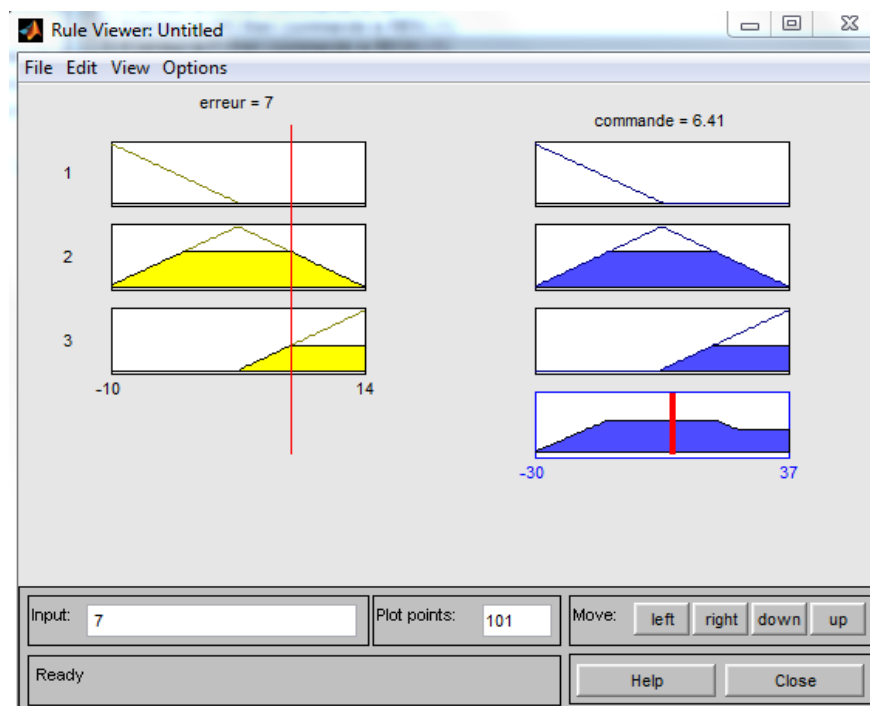 Rule Viewer: Untitled
File Edit View Options
erreur = 7
commande = 6.41
1
2
3
-10 14
-30 37
Input: 7 Plot points: 101 Move: left right down up
Ready Help Close